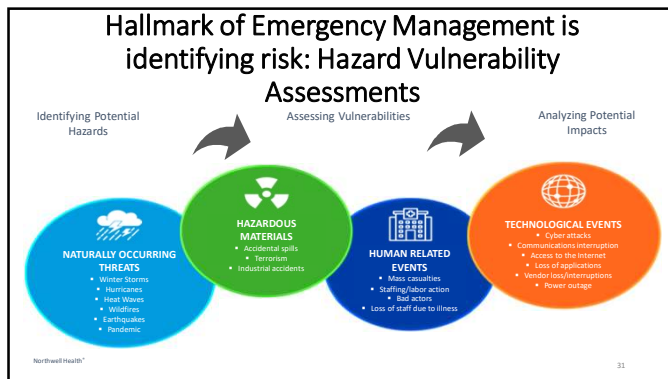 Hallmark of Emergency Management is
identifying risk: Hazard Vulnerability
Assessments
Identifying Potential
Hazards
Assessing Vulnerabilities
Analyzing Potential
Impacts
NATURALLY OCCURRING
THREATS
▪ Winter Storms
▪ Hurricanes
▪ Heat Waves
▪ Wildfires
▪ Earthquakes
▪ Pandemic
HAZARDOUS
MATERIALS
▪ Accidental spills
▪ Terrorism
▪ Industrial accidents
HUMAN RELATED
EVENTS
▪ Mass casualties
▪ Staffing/labor action
▪ Bad actors
▪ Loss of staff due to illness
TECHNOLOGICAL EVENTS
▪ Cyber attacks
▪ Communications interruption
▪ Access to the internet
▪ Loss of applications
▪ Vendor loss/interruptions
▪ Power outage
Northwell Health°
31